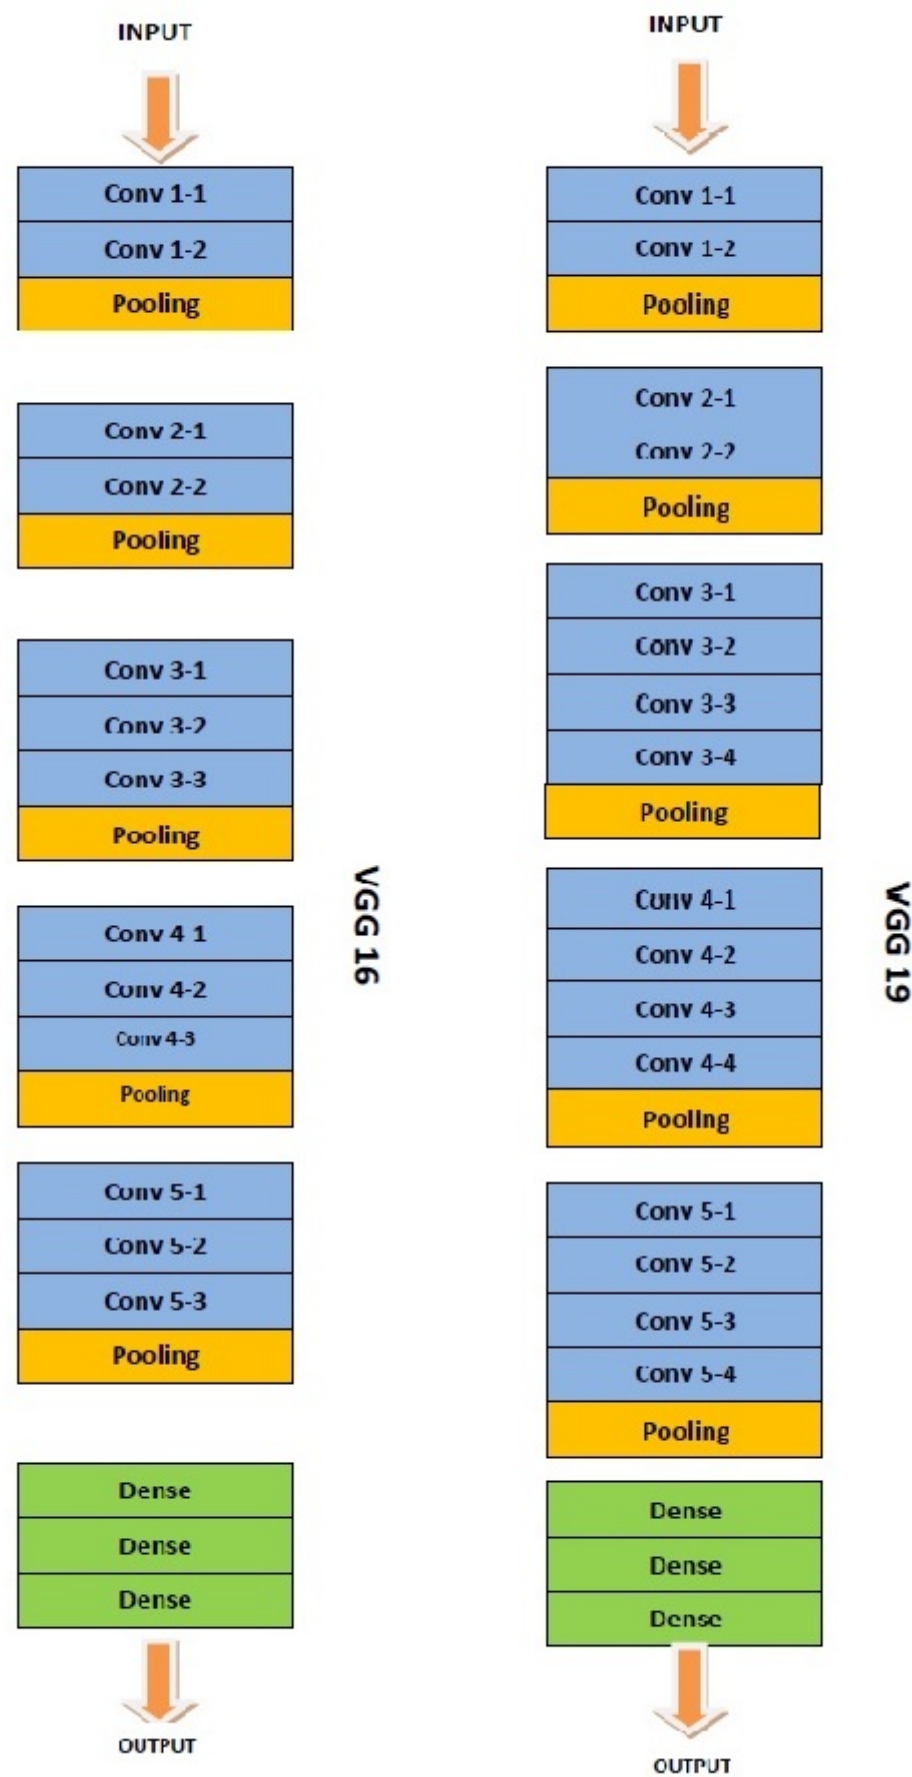 INPUT
Conv 1-1
Conv 1-2
Pooling
Conv 2-1
Conv 2-2
Pooling
Conv 3-1
Conv 3-2
Conv 3-3
Pooling
Conv 4 1
Conv 4-2
Conv 4-3
Pooling
Conv 5-1
Conv 5-2
Conv 5-3
Pooling
Dense
Dense
Dense
OUTPUT
VGG 16
INPUT
Conv 1-1
Conv 1-2
Pooling
Conv 2-1
Conv 2-2
Pooling
Conv 3-1
Conv 3-2
Conv 3-3
Conv 3-4
Pooling
Conv 4-1
Conv 4-2
Conv 4-3
Conv 4-4
Pooling
Conv 5-1
Conv 5-2
Conv 5-3
Conv 5-4
Pooling
Dense
Dense
Dense
OUTPUT
VGG 19